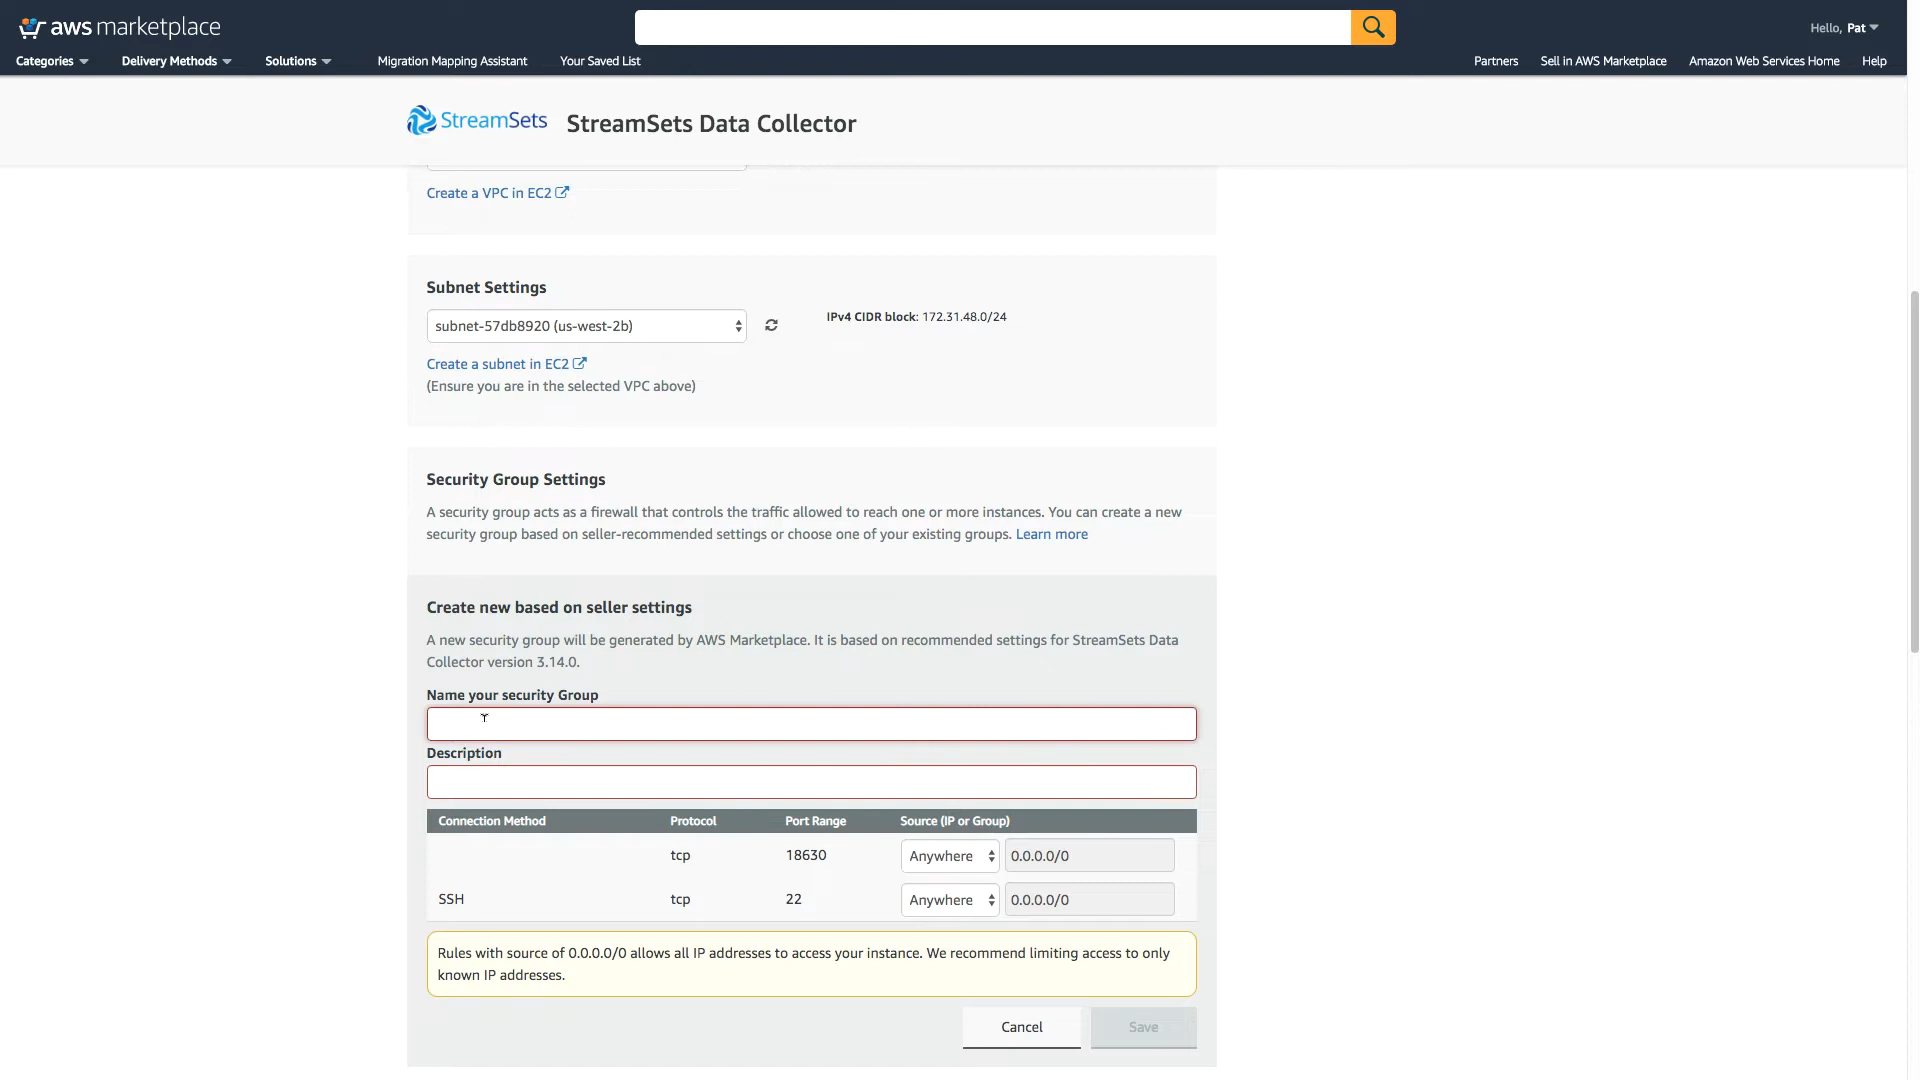 aws marketplace
Hello, Pat
Categories
Delivery Methods
Solutions
Migration Mapping Assistant
Your Saved List
Partners
Sell in AWS Marketplace
Amazon Web Services Home
Help
StreamSets
StreamSets Data Collector
Create a VPC in EC2
Subnet Settings
subnet-57db8920 (us-west-2b)
IPv4 CIDR block: 172.31.48.0/24
Create a subnet in EC2
(Ensure you are in the selected VPC above)
Security Group Settings
A security group acts as a firewall that controls the traffic allowed to reach one or more instances. You can create a new
security group based on seller-recommended settings or choose one of your existing groups. Learn more
Create new based on seller settings
A new security group will be generated by AWS Marketplace. It is based on recommended settings for StreamSets Data
Collector version 3.14.0.
Name your security Group
Description
Connection Method Protocol Port Range Source (IP or Group)
tcp 18630 Anywhere 0.0.0.0/0
SSH tcp 22 Anywhere 0.0.0.0/0
Rules with source of 0.0.0.0/0 allows all IP addresses to access your instance. We recommend limiting access to only
known IP addresses.
Cancel
Save